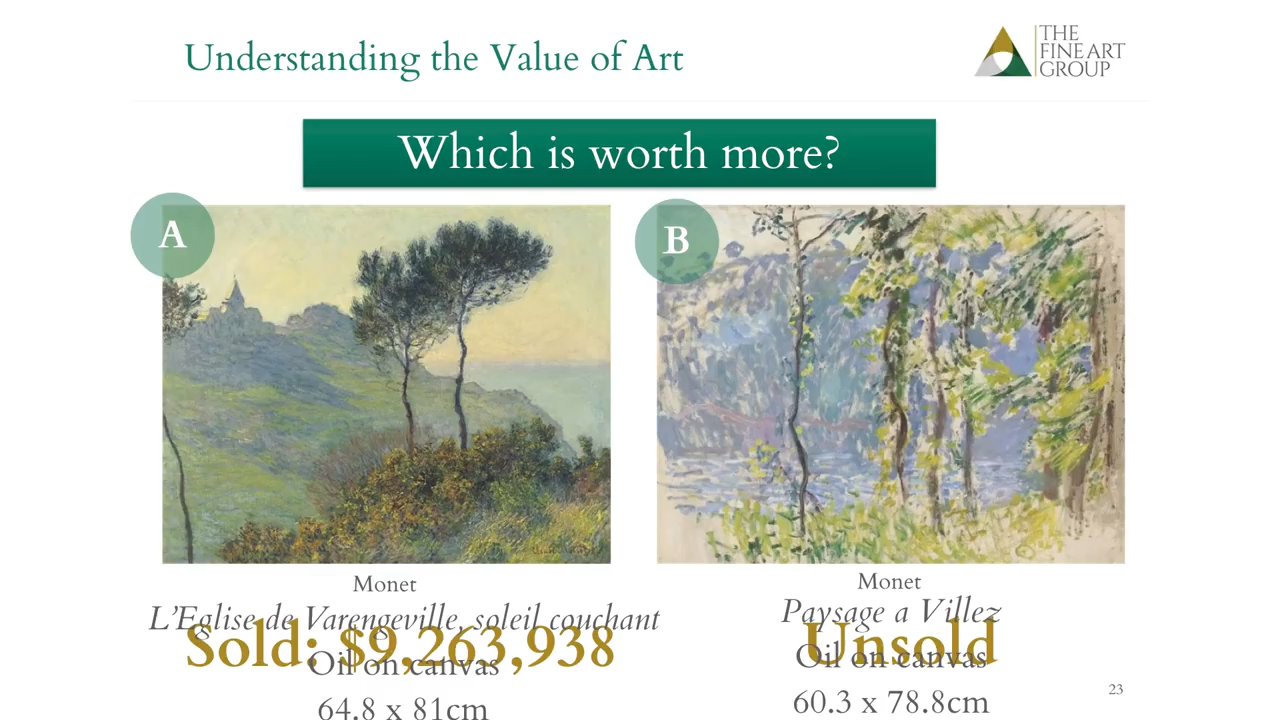 Understanding the Value of Art
THE
FINE ART
GROUP
Which is worth more?
A
B
Monet
L'Eglise de Varengeville, soleil couchant
Sold: $9,263,938
Oil on canvas
64.8 x 81cm
Monet
Paysage a Villez
Unsold
Oil on canvas
60.3 x 78.8cm
23